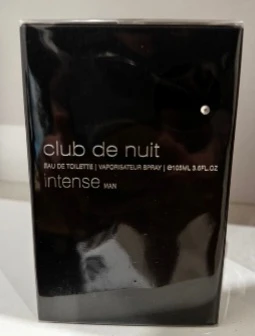 club de nuit
EAU DE TOILETTE | VAPORISATEUR SPRAY | ℮105ML 3.6FL.OZ
intense MAN